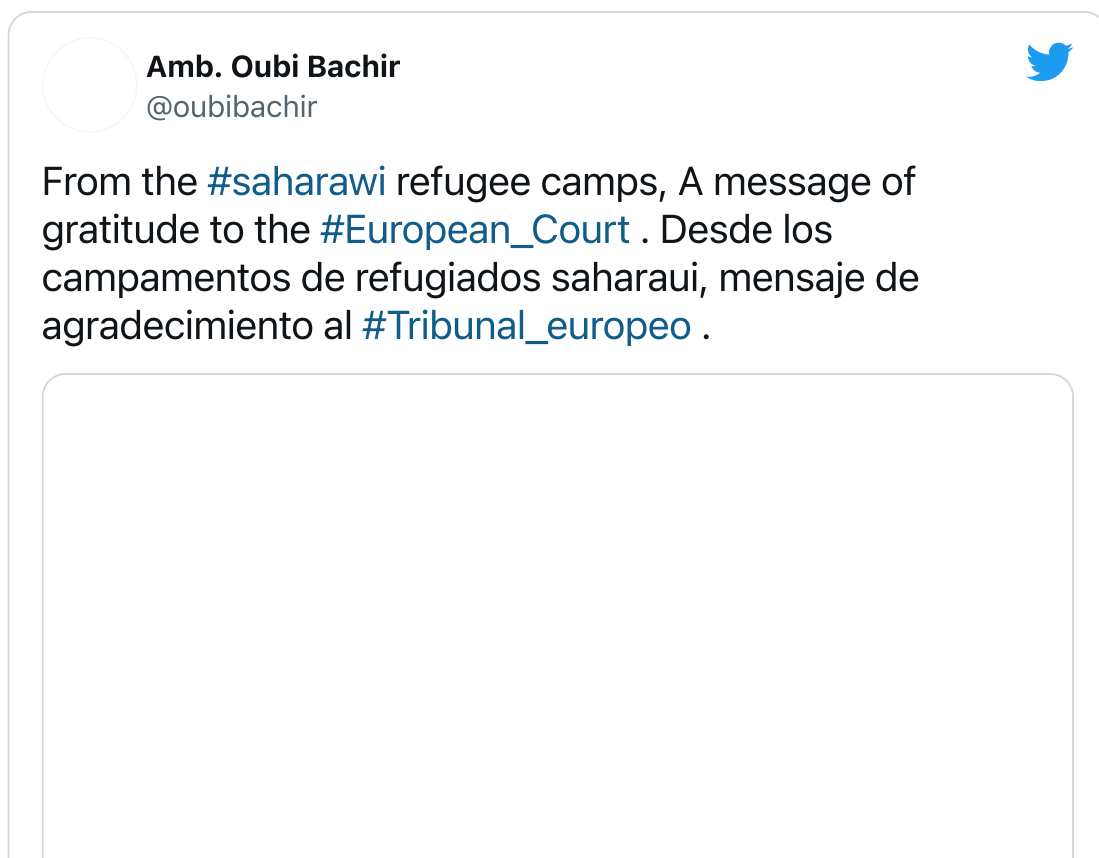 Amb. Oubi Bachir
@oubibachir
From the #saharawi refugee camps, A message of
gratitude to the #European_Court . Desde los
campamentos de refugiados saharaui, mensaje de
agradecimiento al #Tribunal_europeo .